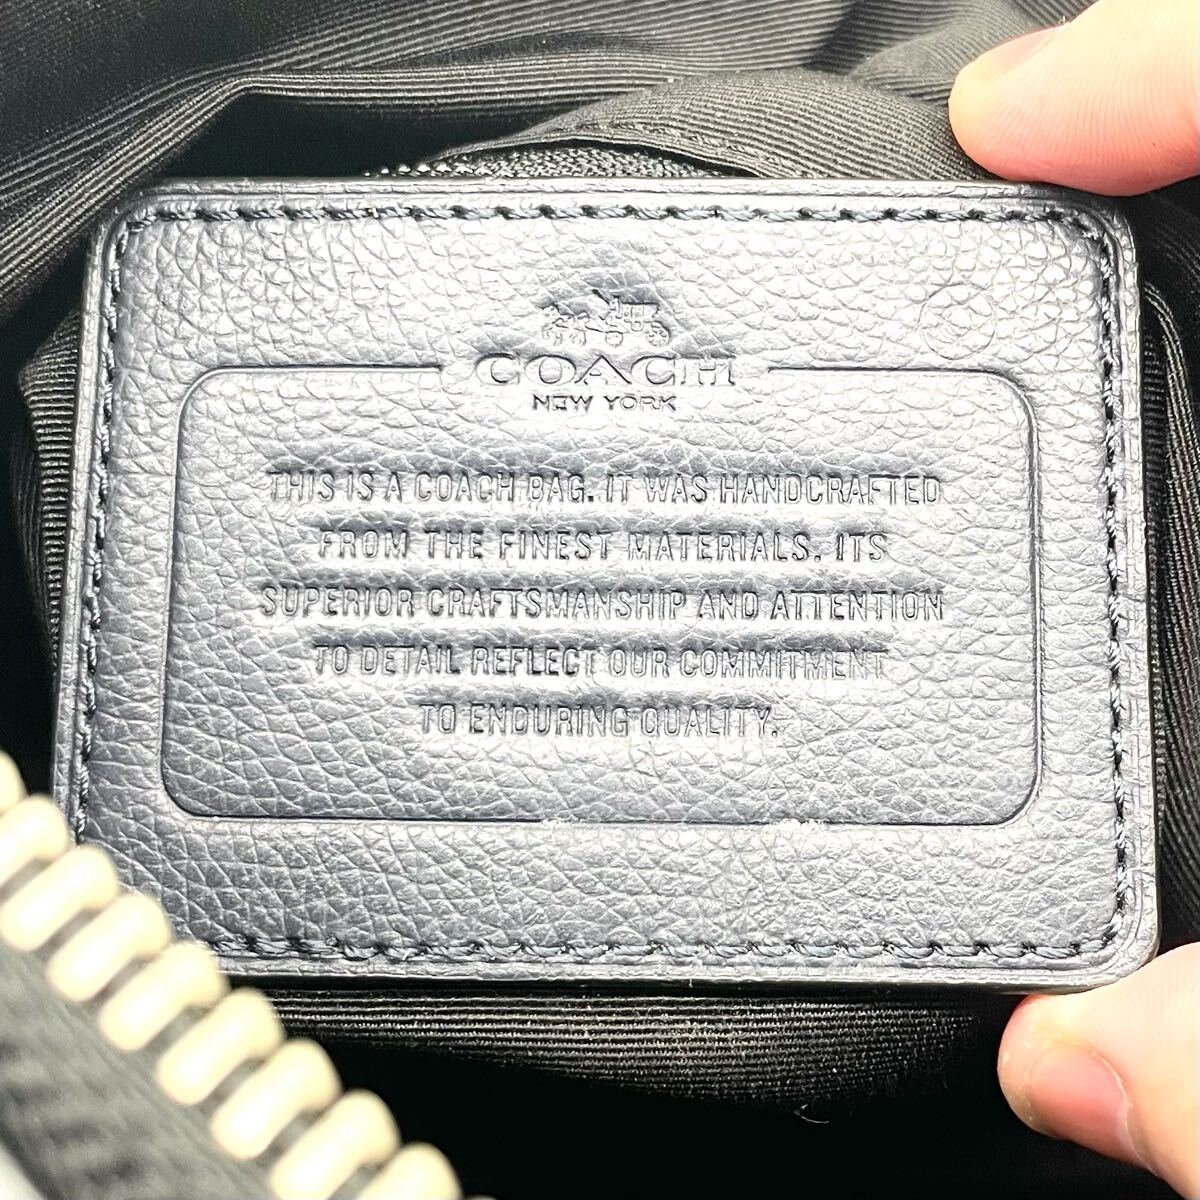 COACH
NEW YORK
THIS IS A COACH BAG. IT WAS HANDCRAFTED
FROM THE FINEST MATERIALS. ITS
SUPERIOR CRAFTSMANSHIP AND ATTENTION
TO DETAIL REFLECT OUR COMMITMENT
TO ENDURING QUALITY.